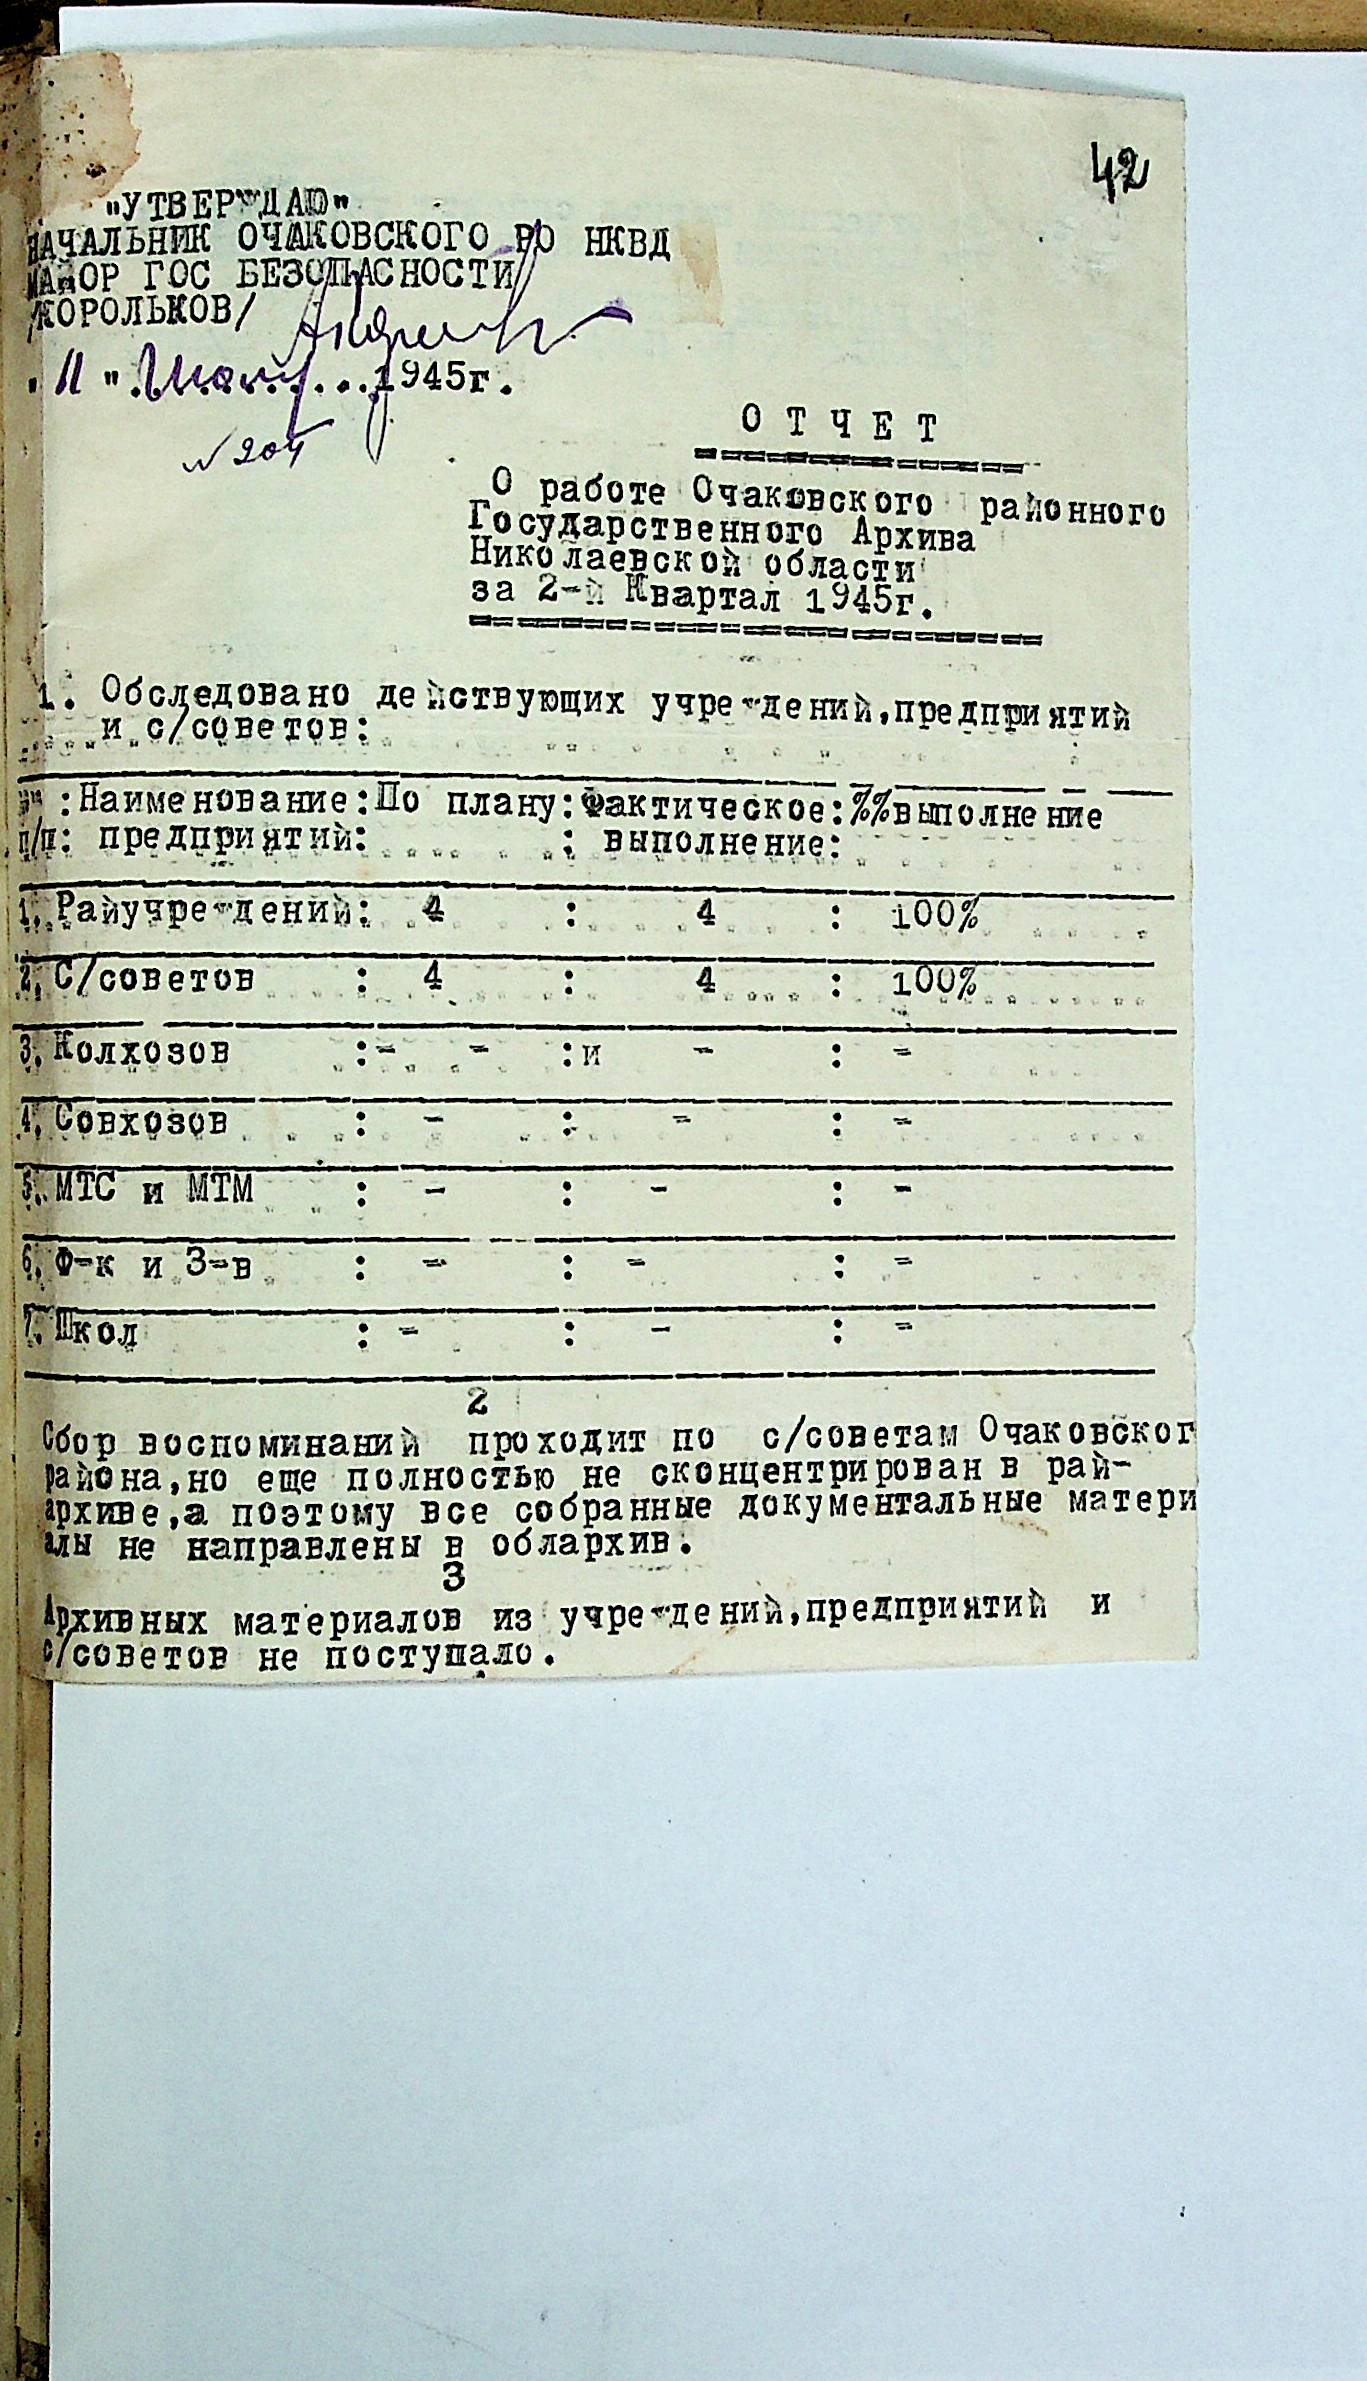 42
"УТВЕРЖДАЮ"
НАЧАЛЬНИК ОЧАКОВСКОГО РО НКВД
МАЙОР ГОС БЕЗОПАСНОСТИ
/КОРОЛЬКОВ/
" 11 "..........1945г.
№ 204
О Т Ч Е Т
О работе Очаковского районного
Государственного Архива
Николаевской области
за 2-й Квартал 1945г.
1. Обследовано действующих учреждений,предприятий
и с/советов:
:Наименование:По плану:Фактическое:%%выполнение
п/п: предприятий: : выполнение:
1. Райучреждений: 4 : 4 : 100%
2. С/советов : 4 : 4 : 100%
3. Колхозов :- - :и - : -
4. Совхозов : - : - : -
5. МТС и МТМ : - : - : -
6. Ф-к и З-в : - : - : -
7. Школ : - : - : -
2
Сбор воспоминаний проходит по с/советам Очаковског
района,но еще полностью не сконцентрирован в рай-
архиве,а поэтому все собранные документальные матери
алы не направлены в облархив.
3
Архивных материалов из учреждений,предприятий и
с/советов не поступало.